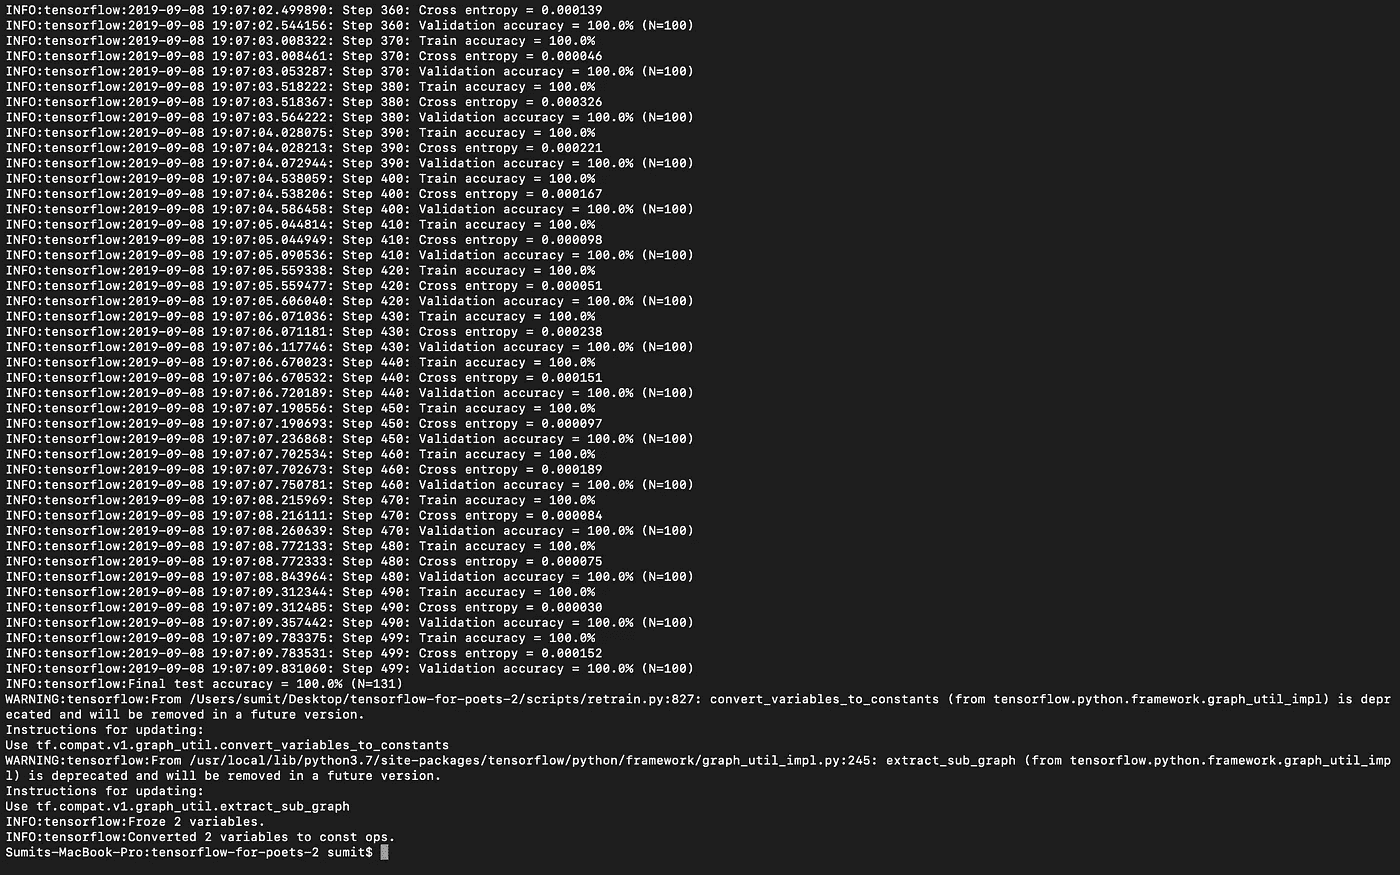 INFO:tensorflow:2019-09-08 19:07:02.499890: Step 360: Cross entropy = 0.000139
INFO:tensorflow:2019-09-08 19:07:02.544156: Step 360: Validation accuracy = 100.0% (N=100)
INFO:tensorflow:2019-09-08 19:07:03.008322: Step 370: Train accuracy = 100.0%
INFO:tensorflow:2019-09-08 19:07:03.008461: Step 370: Cross entropy = 0.000046
INFO:tensorflow:2019-09-08 19:07:03.053287: Step 370: Validation accuracy = 100.0% (N=100)
INFO:tensorflow:2019-09-08 19:07:03.518222: Step 380: Train accuracy = 100.0%
INFO:tensorflow:2019-09-08 19:07:03.518367: Step 380: Cross entropy = 0.000326
INFO:tensorflow:2019-09-08 19:07:03.564222: Step 380: Validation accuracy = 100.0% (N=100)
INFO:tensorflow:2019-09-08 19:07:04.028075: Step 390: Train accuracy = 100.0%
INFO:tensorflow:2019-09-08 19:07:04.028213: Step 390: Cross entropy = 0.000221
INFO:tensorflow:2019-09-08 19:07:04.072944: Step 390: Validation accuracy = 100.0% (N=100)
INFO:tensorflow:2019-09-08 19:07:04.538059: Step 400: Train accuracy = 100.0%
INFO:tensorflow:2019-09-08 19:07:04.538206: Step 400: Cross entropy = 0.000167
INFO:tensorflow:2019-09-08 19:07:04.586458: Step 400: Validation accuracy = 100.0% (N=100)
INFO:tensorflow:2019-09-08 19:07:05.044814: Step 410: Train accuracy = 100.0%
INFO:tensorflow:2019-09-08 19:07:05.044949: Step 410: Cross entropy = 0.000098
INFO:tensorflow:2019-09-08 19:07:05.090536: Step 410: Validation accuracy = 100.0% (N=100)
INFO:tensorflow:2019-09-08 19:07:05.559338: Step 420: Train accuracy = 100.0%
INFO:tensorflow:2019-09-08 19:07:05.559477: Step 420: Cross entropy = 0.000051
INFO:tensorflow:2019-09-08 19:07:05.606040: Step 420: Validation accuracy = 100.0% (N=100)
INFO:tensorflow:2019-09-08 19:07:06.071036: Step 430: Train accuracy = 100.0%
INFO:tensorflow:2019-09-08 19:07:06.071181: Step 430: Cross entropy = 0.000238
INFO:tensorflow:2019-09-08 19:07:06.117746: Step 430: Validation accuracy = 100.0% (N=100)
INFO:tensorflow:2019-09-08 19:07:06.670023: Step 440: Train accuracy = 100.0%
INFO:tensorflow:2019-09-08 19:07:06.670532: Step 440: Cross entropy = 0.000151
INFO:tensorflow:2019-09-08 19:07:06.720189: Step 440: Validation accuracy = 100.0% (N=100)
INFO:tensorflow:2019-09-08 19:07:07.190556: Step 450: Train accuracy = 100.0%
INFO:tensorflow:2019-09-08 19:07:07.190693: Step 450: Cross entropy = 0.000097
INFO:tensorflow:2019-09-08 19:07:07.236868: Step 450: Validation accuracy = 100.0% (N=100)
INFO:tensorflow:2019-09-08 19:07:07.702534: Step 460: Train accuracy = 100.0%
INFO:tensorflow:2019-09-08 19:07:07.702673: Step 460: Cross entropy = 0.000189
INFO:tensorflow:2019-09-08 19:07:07.750781: Step 460: Validation accuracy = 100.0% (N=100)
INFO:tensorflow:2019-09-08 19:07:08.215969: Step 470: Train accuracy = 100.0%
INFO:tensorflow:2019-09-08 19:07:08.216111: Step 470: Cross entropy = 0.000084
INFO:tensorflow:2019-09-08 19:07:08.260639: Step 470: Validation accuracy = 100.0% (N=100)
INFO:tensorflow:2019-09-08 19:07:08.772133: Step 480: Train accuracy = 100.0%
INFO:tensorflow:2019-09-08 19:07:08.772333: Step 480: Cross entropy = 0.000075
INFO:tensorflow:2019-09-08 19:07:08.843964: Step 480: Validation accuracy = 100.0% (N=100)
INFO:tensorflow:2019-09-08 19:07:09.312344: Step 490: Train accuracy = 100.0%
INFO:tensorflow:2019-09-08 19:07:09.312485: Step 490: Cross entropy = 0.000030
INFO:tensorflow:2019-09-08 19:07:09.357442: Step 490: Validation accuracy = 100.0% (N=100)
INFO:tensorflow:2019-09-08 19:07:09.783375: Step 499: Train accuracy = 100.0%
INFO:tensorflow:2019-09-08 19:07:09.783531: Step 499: Cross entropy = 0.000152
INFO:tensorflow:2019-09-08 19:07:09.831060: Step 499: Validation accuracy = 100.0% (N=100)
INFO:tensorflow:Final test accuracy = 100.0% (N=131)
WARNING:tensorflow:From /Users/sumit/Desktop/tensorflow-for-poets-2/scripts/retrain.py:827: convert_variables_to_constants (from tensorflow.python.framework.graph_util_impl) is depr
ecated and will be removed in a future version.
Instructions for updating:
Use tf.compat.v1.graph_util.convert_variables_to_constants
WARNING:tensorflow:From /usr/local/lib/python3.7/site-packages/tensorflow/python/framework/graph_util_impl.py:245: extract_sub_graph (from tensorflow.python.framework.graph_util_imp
l) is deprecated and will be removed in a future version.
Instructions for updating:
Use tf.compat.v1.graph_util.extract_sub_graph
INFO:tensorflow:Froze 2 variables.
INFO:tensorflow:Converted 2 variables to const ops.
Sumits-MacBook-Pro:tensorflow-for-poets-2 sumit$